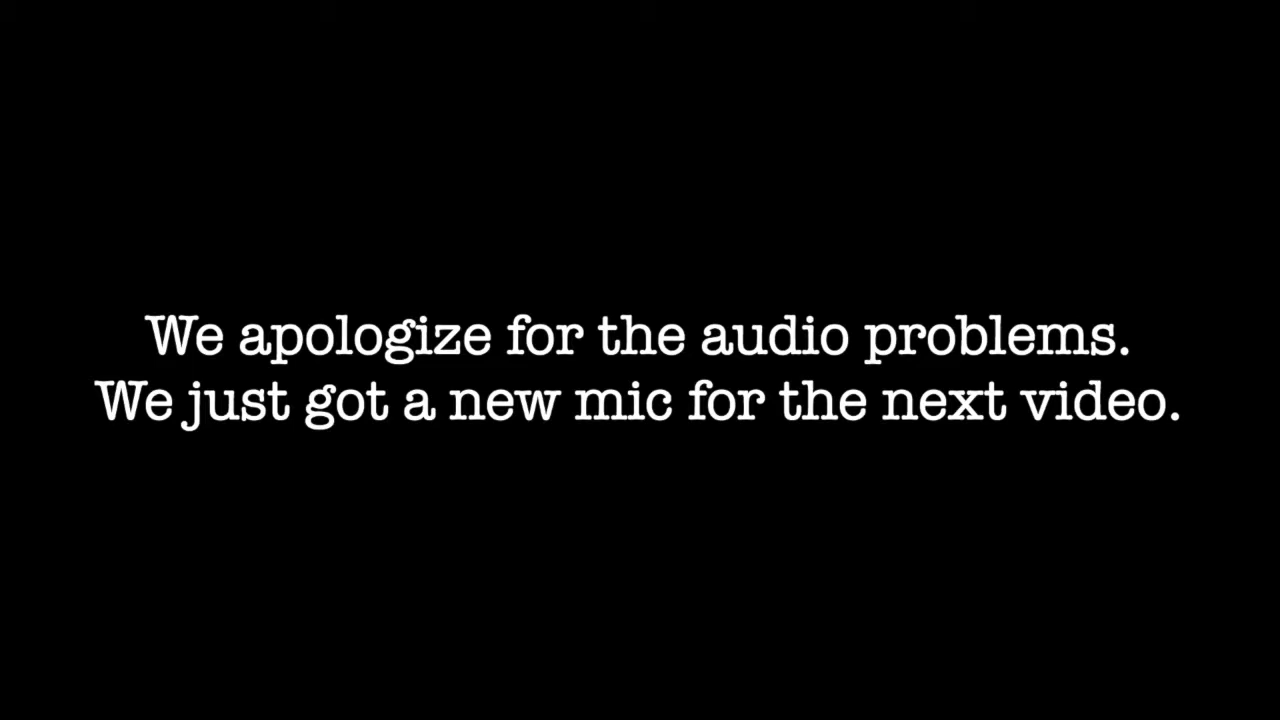 We apologize for the audio problems.
We just got a new mic for the next video.